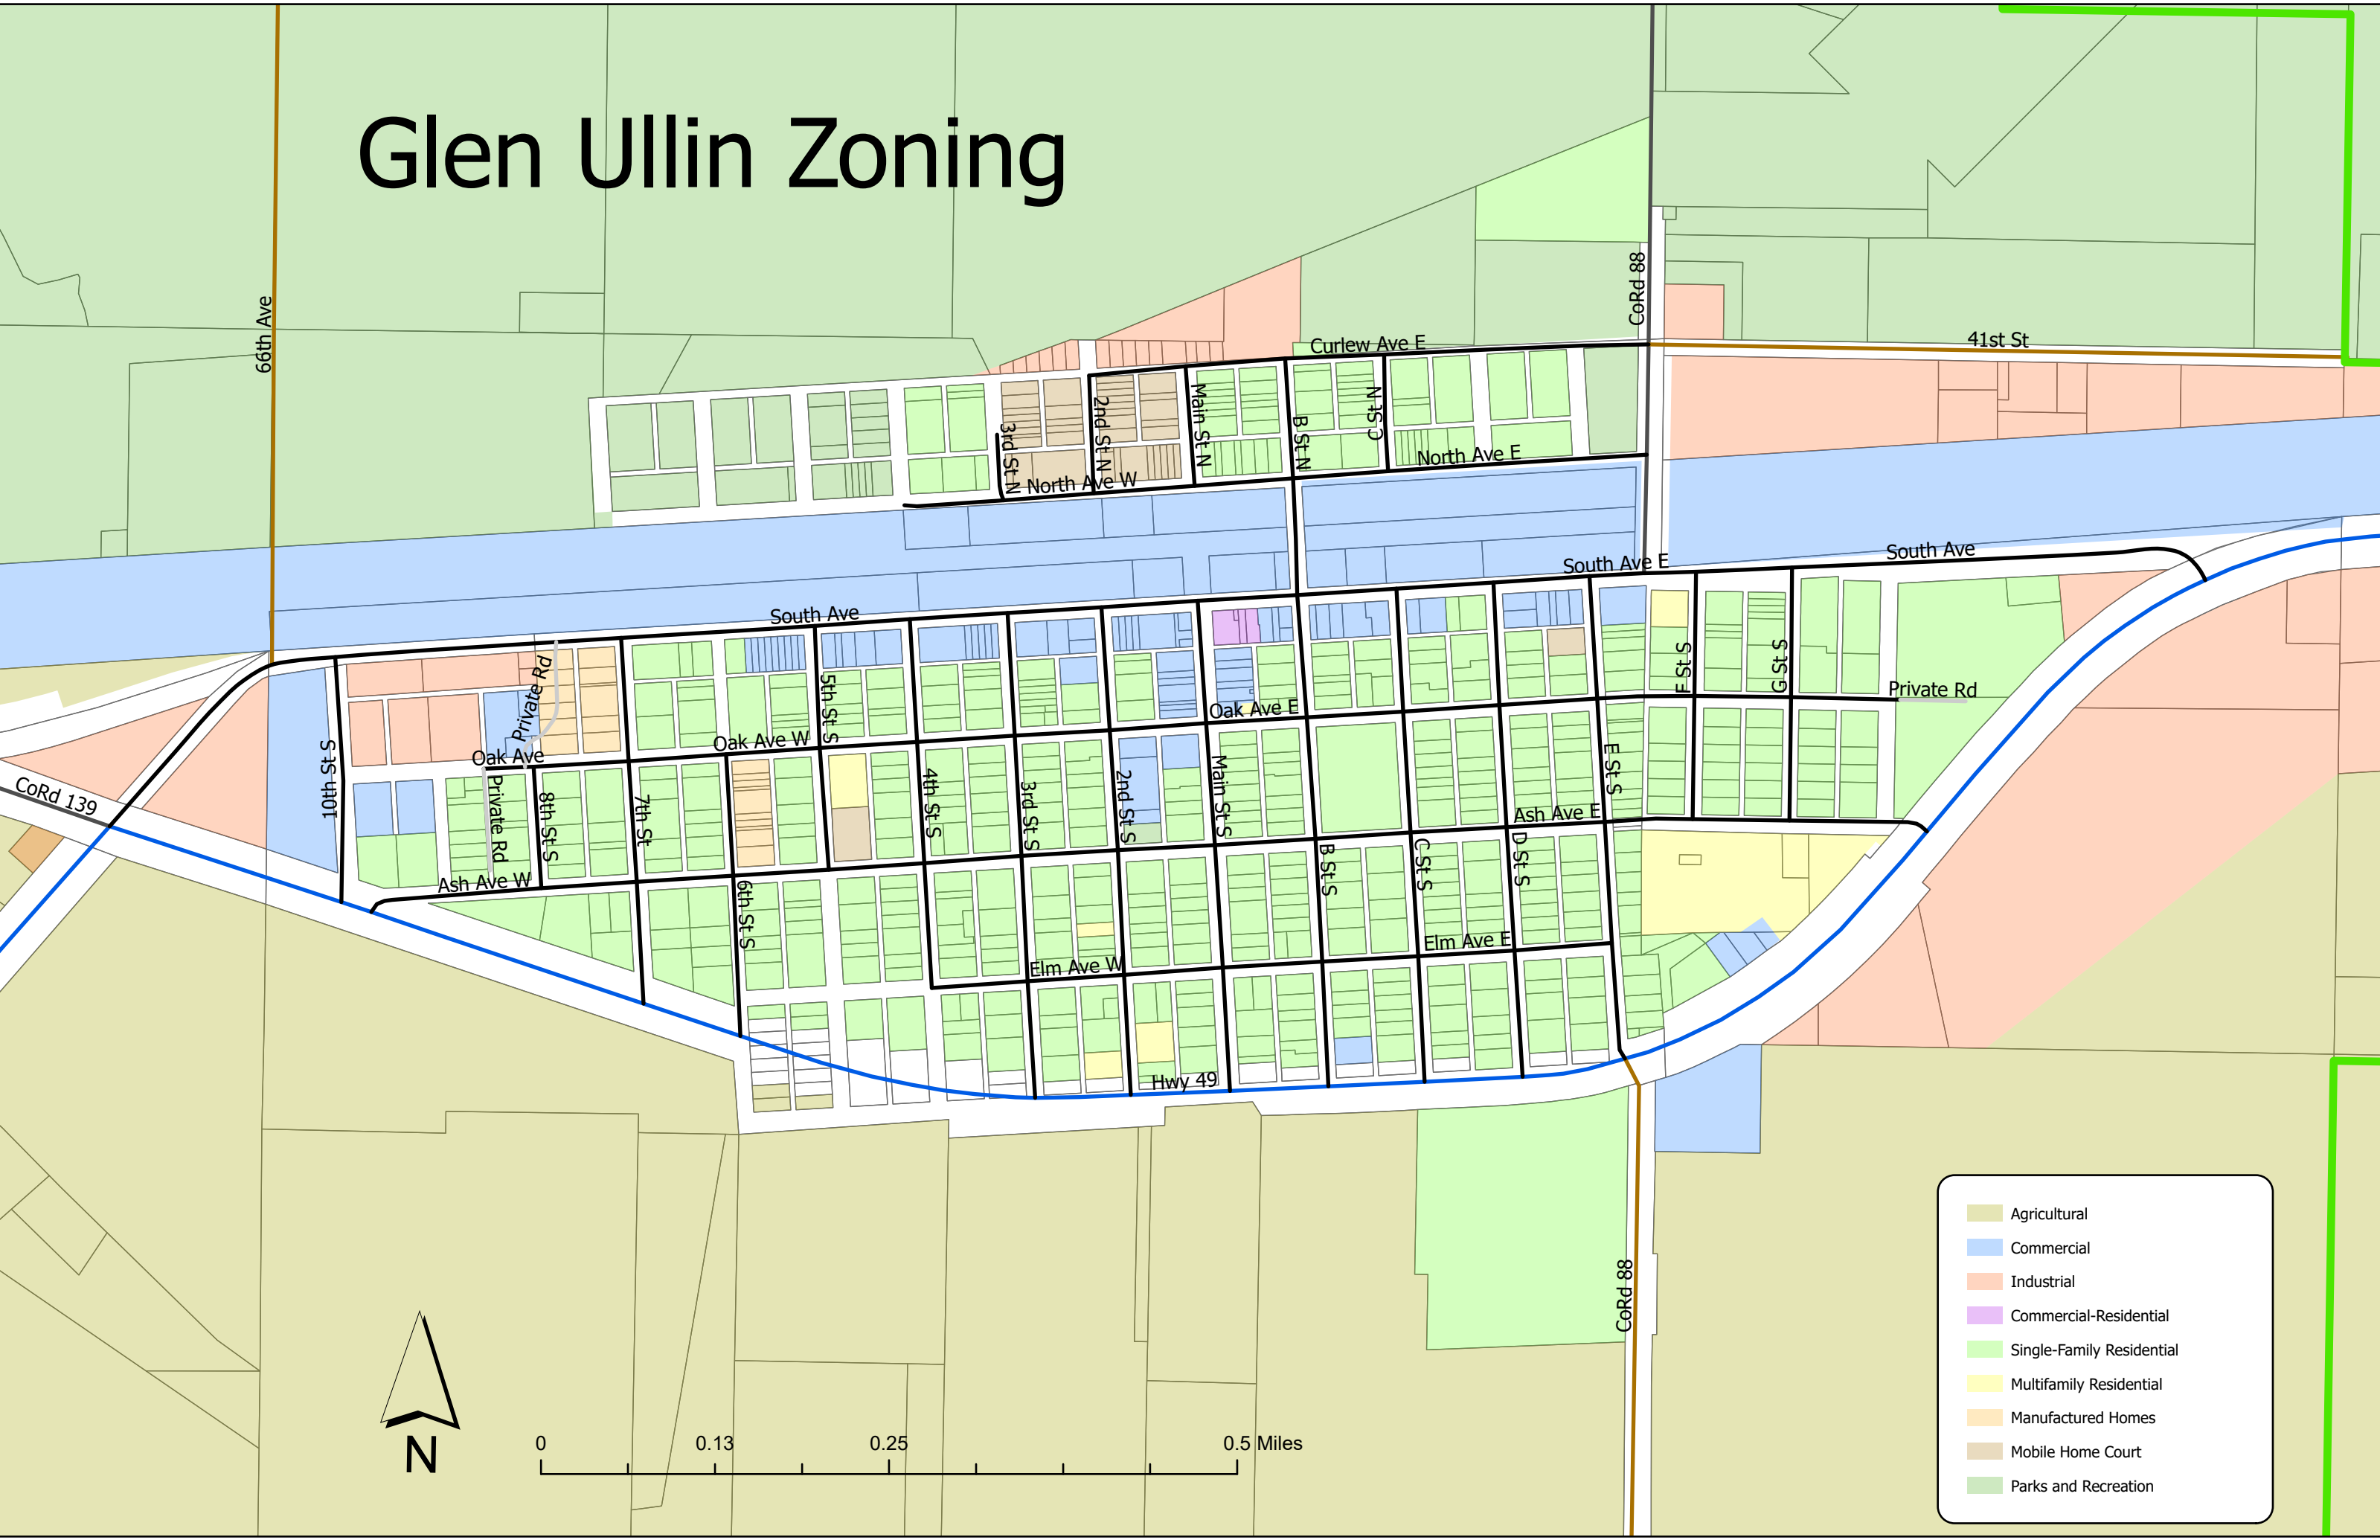 Glen Ullin Zoning
66th Ave
CoRd 88
41st St
Curlew Ave E
3rd St N
2nd St N
Main St N
B St N
C St N
North Ave E
North Ave W
South Ave E
South Ave
South Ave
Private Rd
5th St S
Oak Ave E
F St S
G St S
Private Rd
Oak Ave W
Oak Ave
10th St S
CoRd 139
Private Rd
8th St S
7th St
4th St S
3rd St S
2nd St S
Main St S
E St S
Ash Ave E
B St S
C St S
D St S
Ash Ave W
6th St S
Elm Ave E
Elm Ave W
Hwy 49
CoRd 88
Agricultural
Commercial
Industrial
Commercial-Residential
Single-Family Residential
Multifamily Residential
Manufactured Homes
Mobile Home Court
Parks and Recreation
N
0 0.13 0.25 0.5 Miles